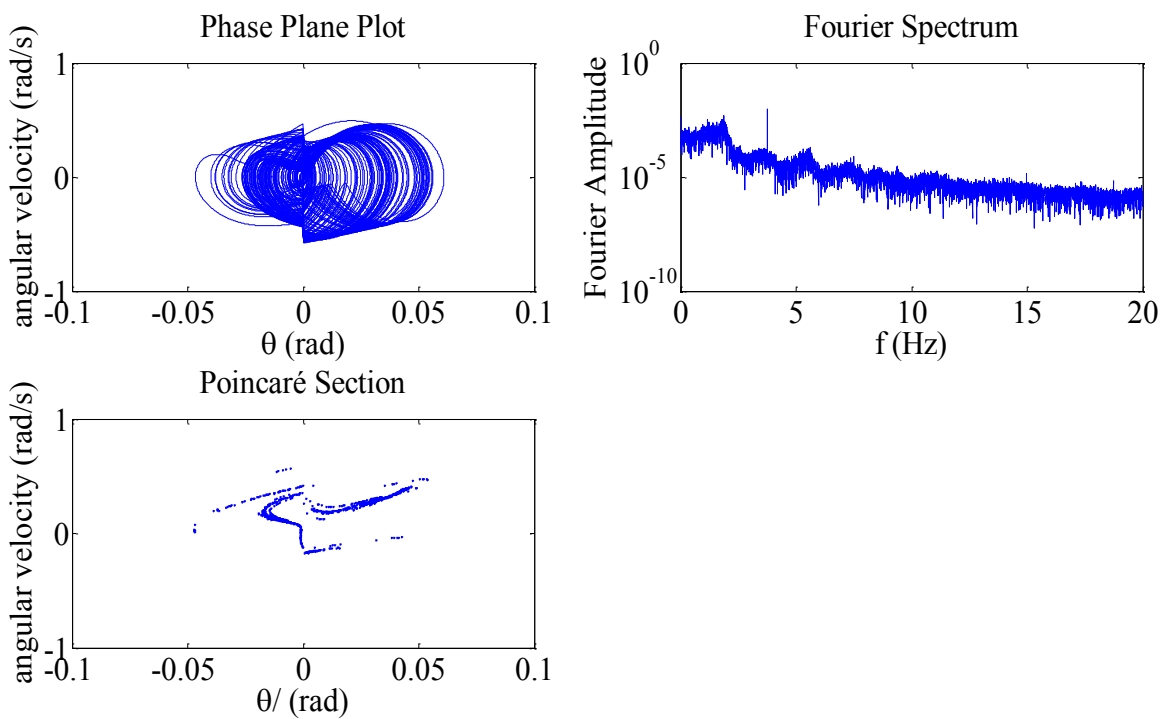 Phase Plane Plot
angular velocity (rad/s)
1
0
-1
-0.1
-0.05
0
0.05
0.1
θ (rad)
Fourier Spectrum
Fourier Amplitude
10^0
10^-5
10^-10
0
5
10
15
20
f (Hz)
Poincaré Section
angular velocity (rad/s)
1
0
-1
-0.1
-0.05
0
0.05
0.1
θ/ (rad)